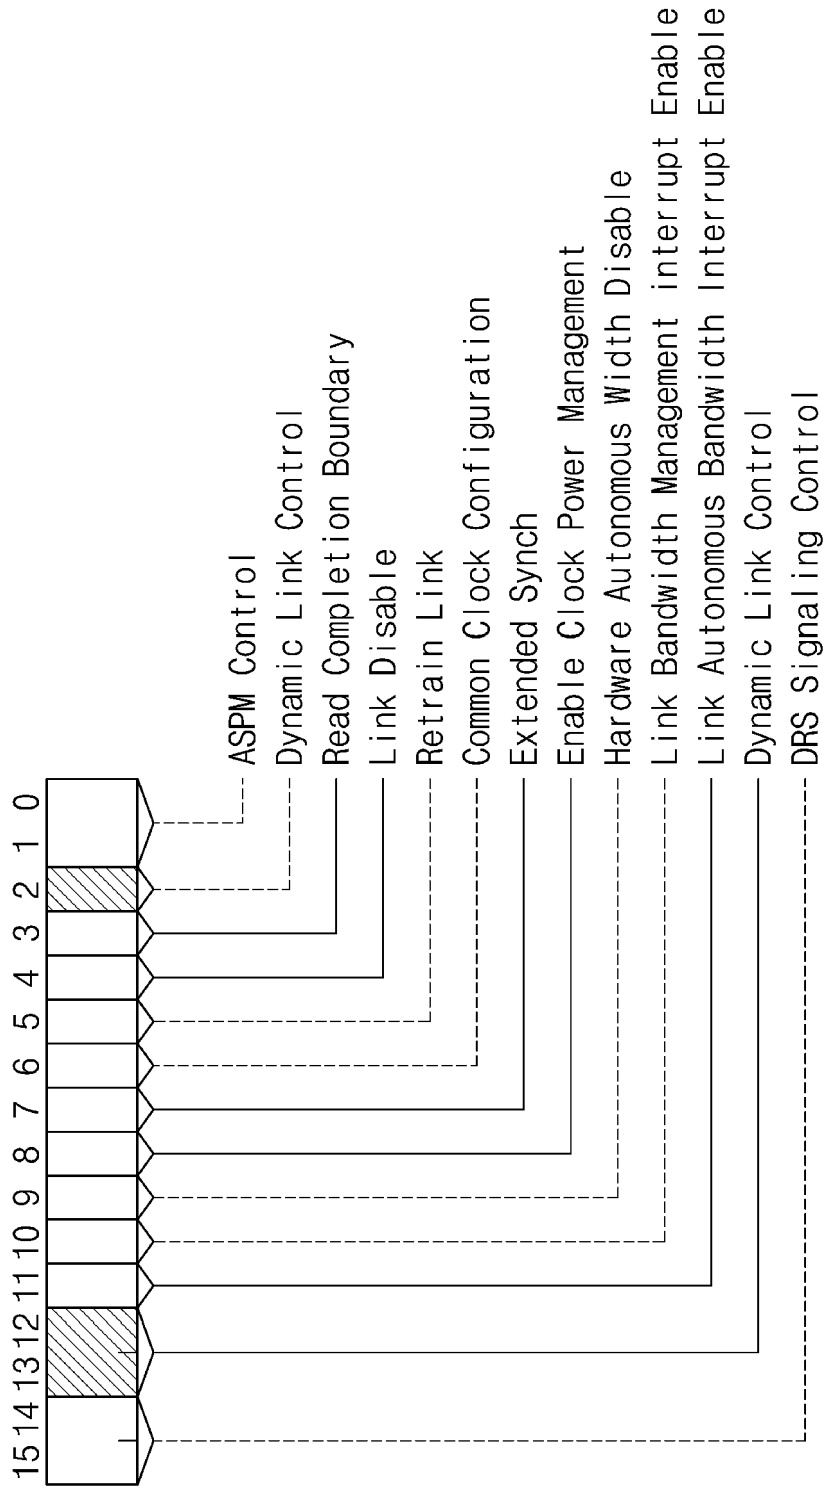 15 14 13 12 11 10 9 8 7 6 5 4 3 2 1 0
ASPM Control
Dynamic Link Control
Read Completion Boundary
Link Disable
Retrain Link
Common Clock Configuration
Extended Synch
Enable Clock Power Management
Hardware Autonomous Width Disable
Link Bandwidth Management interrupt Enable
Link Autonomous Bandwidth Interrupt Enable
Dynamic Link Control
DRS Signaling Control